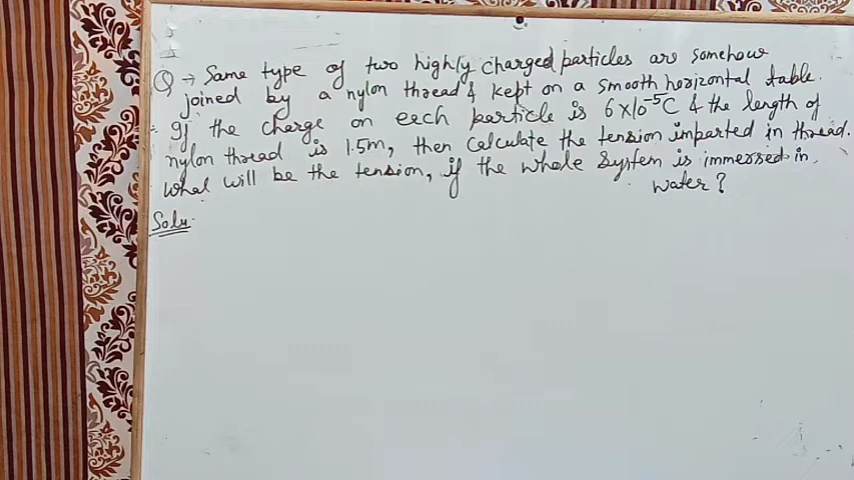 Q → Same type of two highly charged particles are somehow
joined by a nylon thread & kept on a smooth horizontal table.
If the charge on each particle is 6×10⁻⁵C & the length of
nylon thread is 1.5m, then calculate the tension imparted in thread.
What will be the tension, if the whole system is immersed in
water?
Solu.